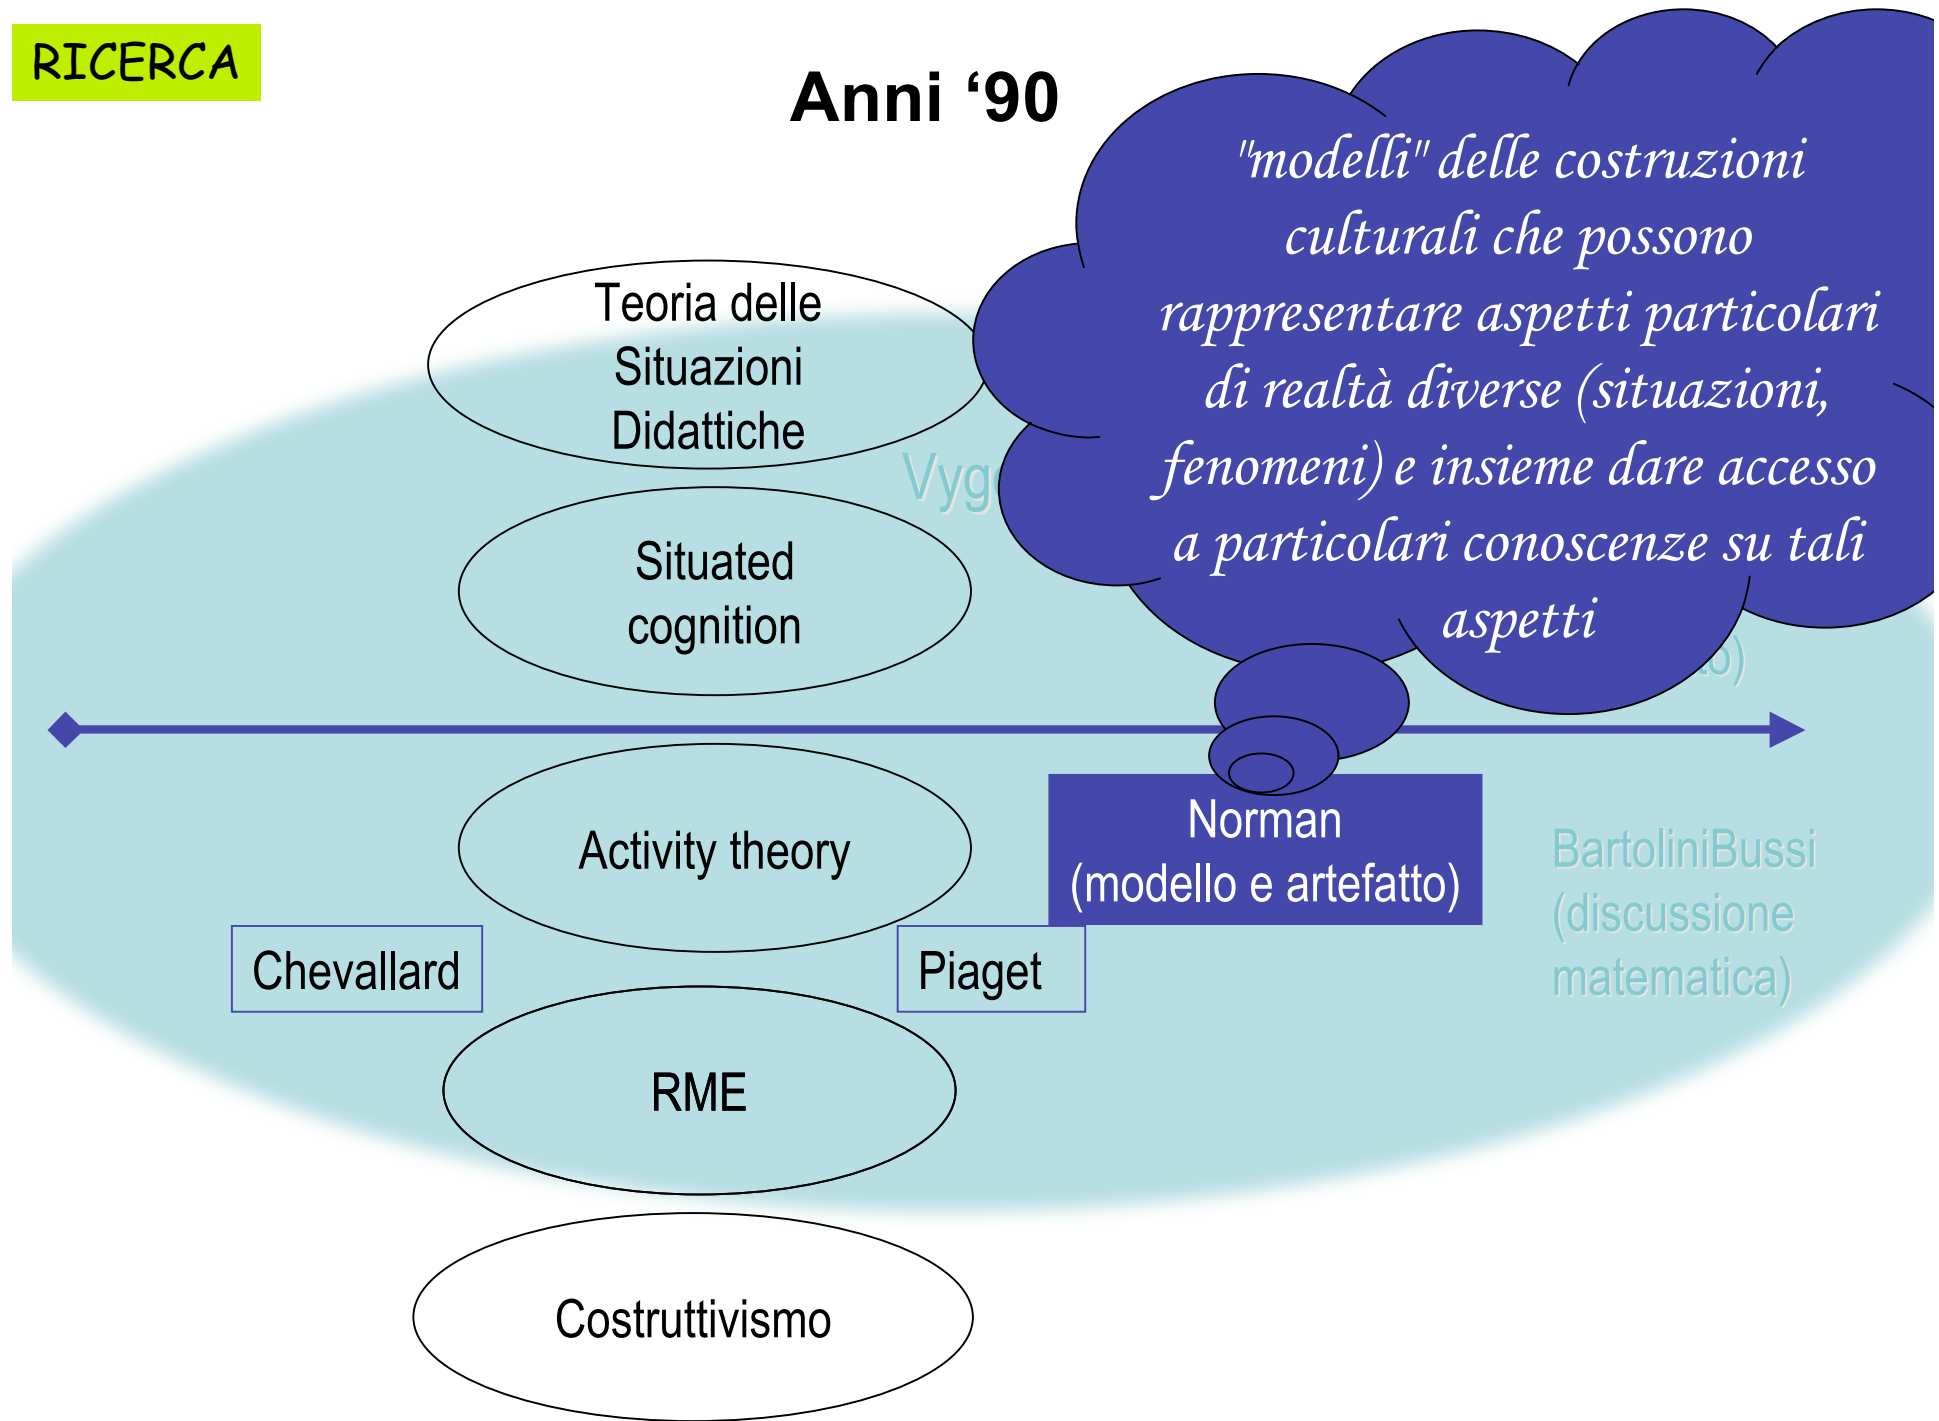 RICERCA
Anni ‘90
"modelli" delle costruzioni
culturali che possono
rappresentare aspetti particolari
di realtà diverse (situazioni,
fenomeni) e insieme dare accesso
a particolari conoscenze su tali
aspetti
Teoria delle
Situazioni
Didattiche
Situated
cognition
Activity theory
Norman
(modello e artefatto)
BartoliniBussi
(discussione
matematica)
Chevallard
Piaget
RME
Costruttivismo